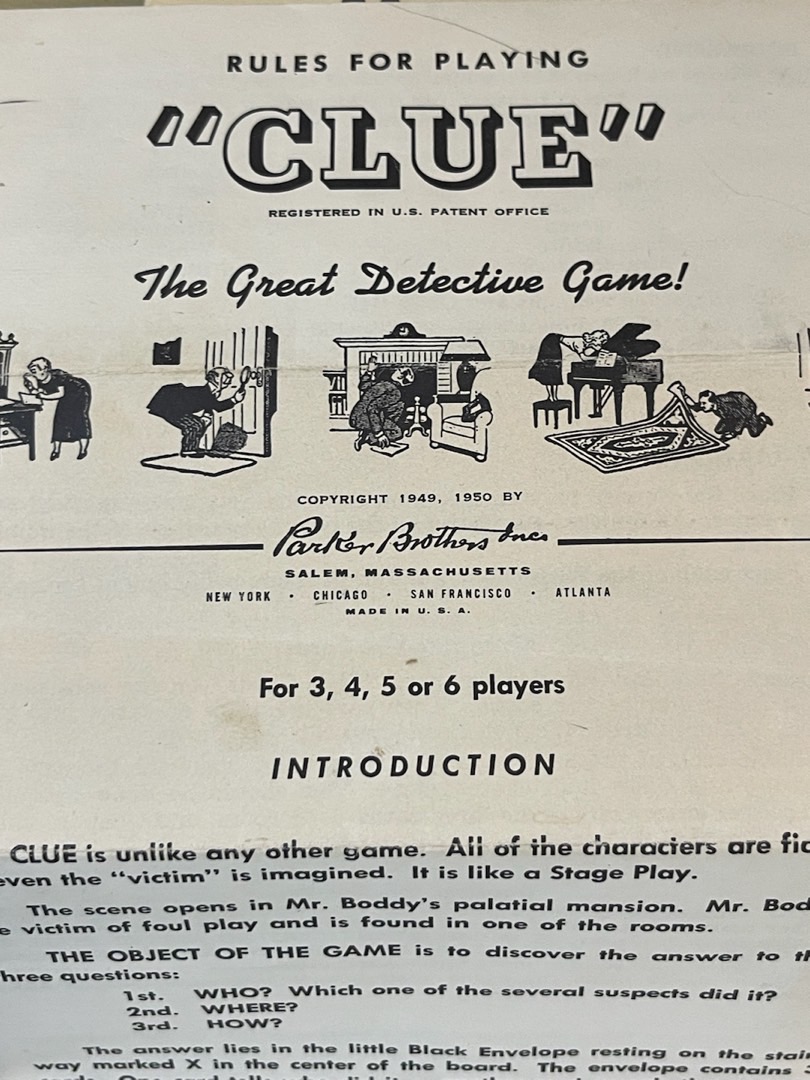 RULES FOR PLAYING
"CLUE"
REGISTERED IN U.S. PATENT OFFICE
The Great Detective Game!
COPYRIGHT 1949, 1950 BY
Parker Brothers Inc.
SALEM, MASSACHUSETTS
NEW YORK • CHICAGO • SAN FRANCISCO • ATLANTA
MADE IN U. S. A.
For 3, 4, 5 or 6 players
INTRODUCTION
CLUE is unlike any other game. All of the characters are fic
even the "victim" is imagined. It is like a Stage Play.
The scene opens in Mr. Boddy's palatial mansion. Mr. Bod
e victim of foul play and is found in one of the rooms.
THE OBJECT OF THE GAME is to discover the answer to th
hree questions:
1st. WHO? Which one of the several suspects did it?
2nd. WHERE?
3rd. HOW?
The answer lies in the little Black Envelope resting on the stair
way marked X in the center of the board. The envelope contains